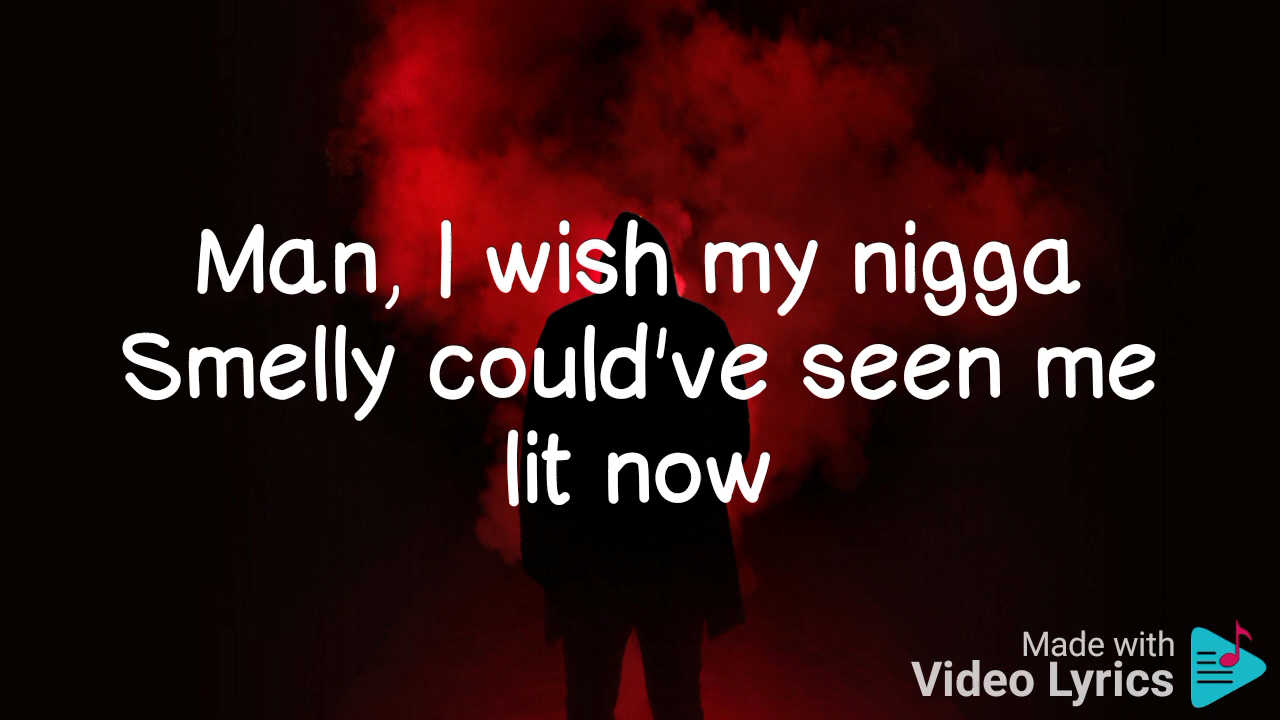 Man, I wish my nigga
Smelly could've seen me
lit now
Made with
Video Lyrics